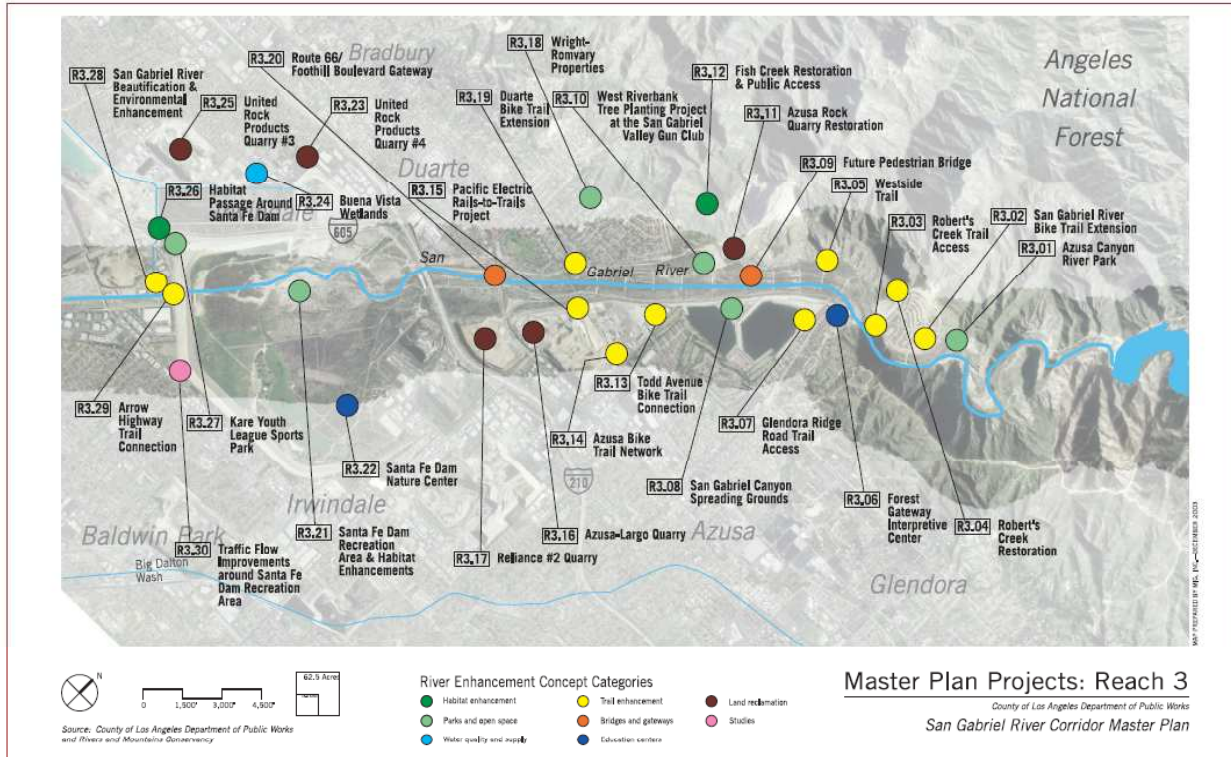 Bradbury
Angeles
National
Forest
Duarte
R3.28 San Gabriel River
Beautification &
Environmental
Enhancement
R3.25 United
Rock
Products
Quarry #3
R3.20 Route 66/
Foothill Boulevard Gateway
R3.23 United
Rock
Products
Quarry #4
R3.18 Wright-
Romvary
Properties
R3.19 Duarte
Bike Trail
Extension
R3.10 West Riverbank
Tree Planting Project
at the San Gabriel
Valley Gun Club
R3.12 Fish Creek Restoration
& Public Access
R3.11 Azusa Rock
Quarry Restoration
R3.09 Future Pedestrian Bridge
R3.05 Westside
Trail
R3.03 Robert's
Creek Trail
Access
R3.02 San Gabriel River
Bike Trail Extension
R3.01 Azusa Canyon
River Park
R3.26 Habitat
Passage Around
Santa Fe Dam
R3.24 Buena Vista
Wetlands
R3.15 Pacific Electric
Rails-to-Trails
Project
605
San Gabriel River
R3.29 Arrow
Highway
Trail
Connection
R3.27 Kare Youth
League Sports
Park
R3.22 Santa Fe Dam
Nature Center
R3.13 Todd Avenue
Bike Trail
Connection
R3.14 Azusa Bike
Trail Network
R3.07 Glendora Ridge
Road Trail
Access
210
R3.08 San Gabriel Canyon
Spreading Grounds
R3.06 Forest
Gateway
Interpretive
Center
R3.04 Robert's
Creek
Restoration
Irwindale
Azusa
Glendora
Baldwin Park
Big Dalton
Wash
R3.30 Traffic Flow
Improvements
around Santa Fe
Dam Recreation
Area
R3.21 Santa Fe Dam
Recreation
Area & Habitat
Enhancements
R3.17 Reliance #2 Quarry
R3.16 Azusa-Largo Quarry
MAP PREPARED BY MIG, INC.—DECEMBER 2003
N
0 1,500' 3,000' 4,500'
62.5 Acres
Source: County of Los Angeles Department of Public Works
and Rivers and Mountains Conservancy
River Enhancement Concept Categories
Habitat enhancement
Trail enhancement
Land reclamation
Parks and open space
Bridges and gateways
Studies
Water quality and supply
Education centers
Master Plan Projects: Reach 3
County of Los Angeles Department of Public Works
San Gabriel River Corridor Master Plan